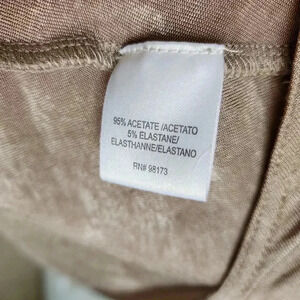 95% ACETATE /ACETATO
5% ELASTANE/
ELASTHANNE/ELASTANO
RN# 98173